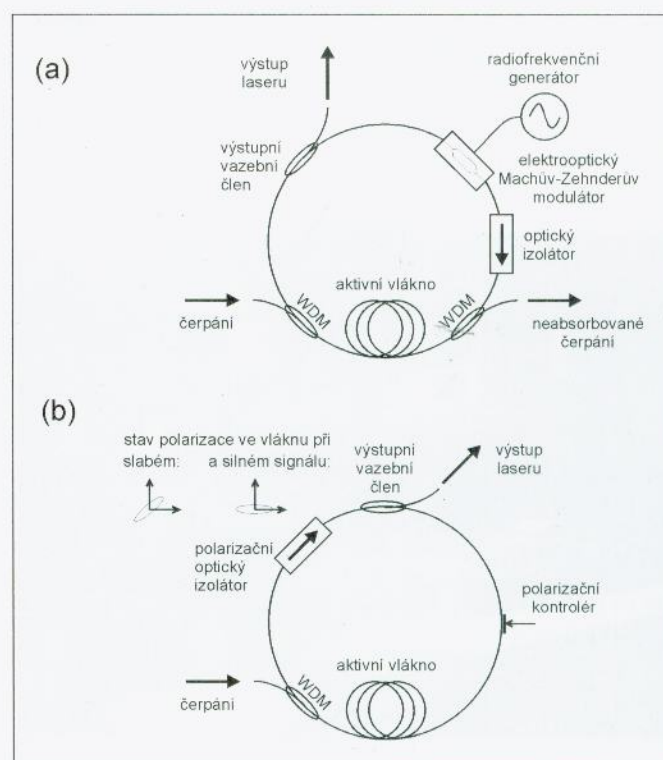 (a)
výstup
laseru
radiofrekvenční
generátor
výstupní
vazební
člen
elektrooptický
Machův-Zehnderův
modulátor
optický
izolátor
aktivní vlákno
WDM
WDM
čerpání
neabsorbované
čerpání
(b)
stav polarizace ve vláknu při
slabém:
a silném signálu:
výstupní
vazební
člen
výstup
laseru
polarizační
optický
izolátor
polarizační
kontrolér
aktivní vlákno
WDM
čerpání